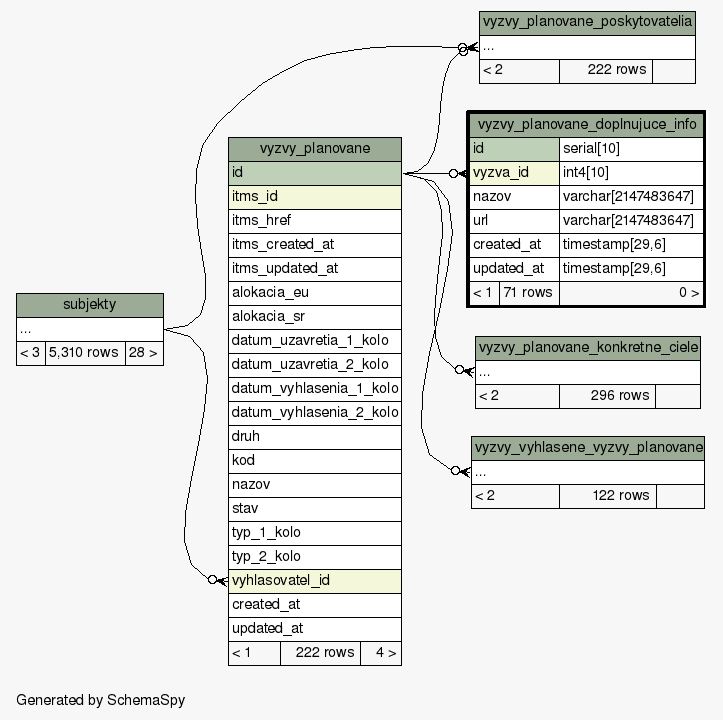 vyzvy_planovane_poskytovatelia
...
< 2 222 rows
vyzvy_planovane_doplnujuce_info
id serial[10]
vyzva_id int4[10]
nazov varchar[2147483647]
url varchar[2147483647]
created_at timestamp[29,6]
updated_at timestamp[29,6]
< 1 71 rows 0 >
vyzvy_planovane
id
itms_id
itms_href
itms_created_at
itms_updated_at
alokacia_eu
alokacia_sr
datum_uzavretia_1_kolo
datum_uzavretia_2_kolo
datum_vyhlasenia_1_kolo
datum_vyhlasenia_2_kolo
druh
kod
nazov
stav
typ_1_kolo
typ_2_kolo
vyhlasovatel_id
created_at
updated_at
< 1 222 rows 4 >
subjekty
...
< 3 5,310 rows 28 >
vyzvy_planovane_konkretne_ciele
...
< 2 296 rows
vyzvy_vyhlasene_vyzvy_planovane
...
< 2 122 rows
Generated by SchemaSpy